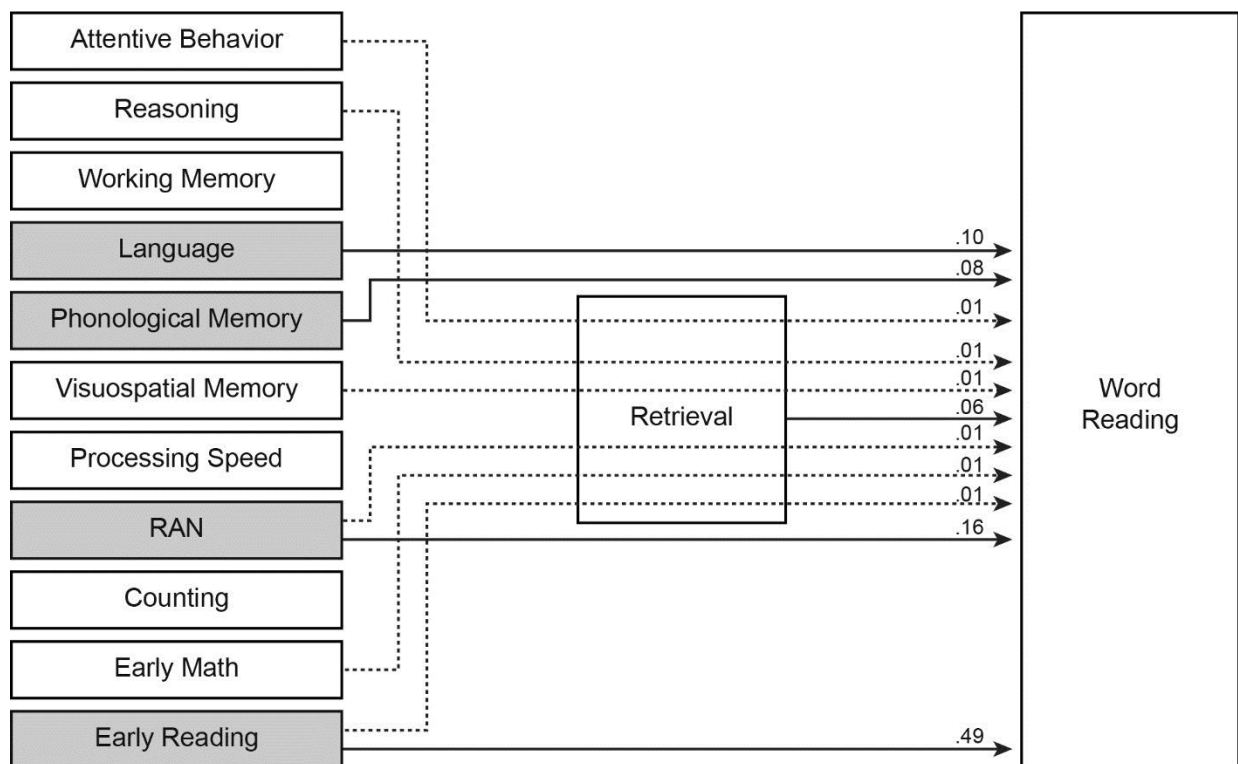 Attentive Behavior
Reasoning
Working Memory
Language
Phonological Memory
Visuospatial Memory
Processing Speed
RAN
Counting
Early Math
Early Reading
Retrieval
.10
.08
.01
.01
.01
.06
.01
.01
.01
.16
.49
Word
Reading